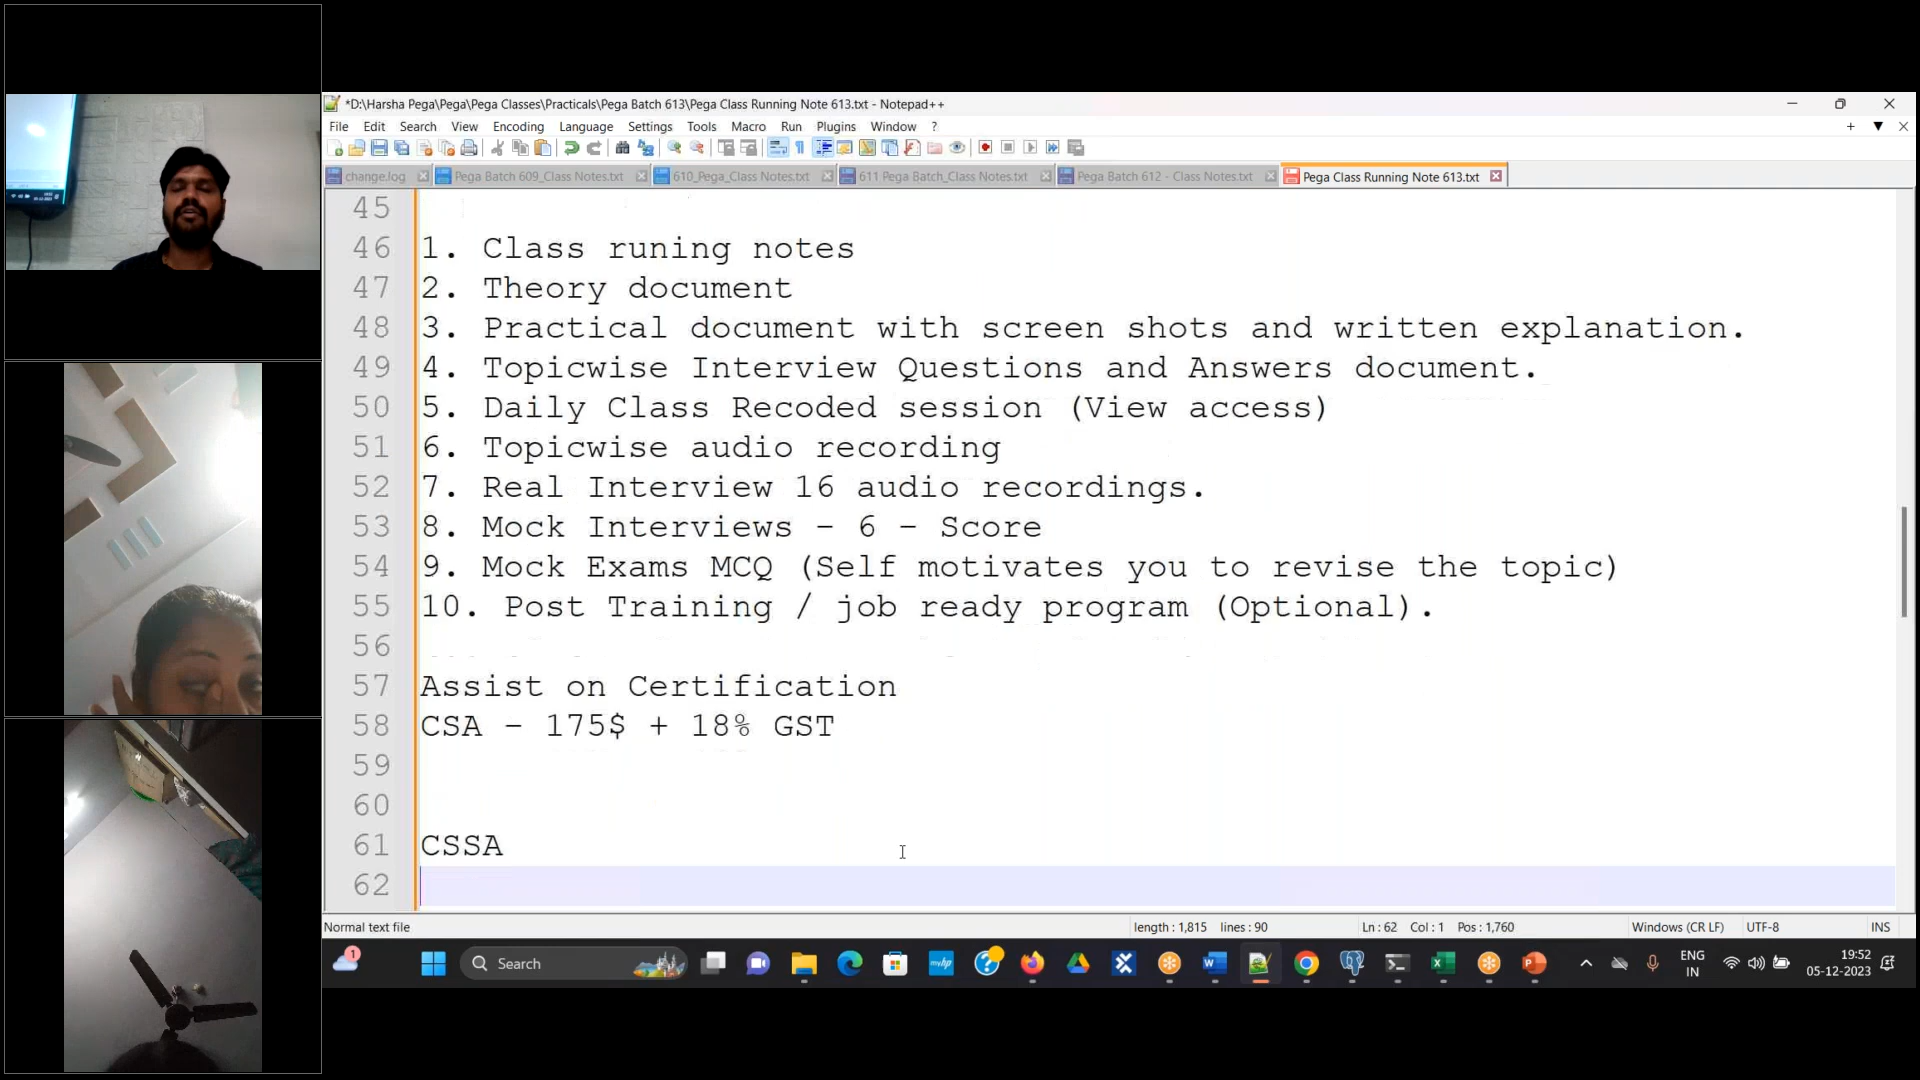 *D:\Harsha Pega\Pega\Pega Classes\Practicals\Pega Batch 613\Pega Class Running Note 613.txt - Notepad++
File Edit Search View Encoding Language Settings Tools Macro Run Plugins Window ?
change.log Pega Batch 609_Class Notes.txt 610_Pega_Class Notes.txt 611 Pega Batch_Class Notes.txt Pega Batch 612 - Class Notes.txt Pega Class Running Note 613.txt
45
46 1. Class runing notes
47 2. Theory document
48 3. Practical document with screen shots and written explanation.
49 4. Topicwise Interview Questions and Answers document.
50 5. Daily Class Recoded session (View access)
51 6. Topicwise audio recording
52 7. Real Interview 16 audio recordings.
53 8. Mock Interviews - 6 - Score
54 9. Mock Exams MCQ (Self motivates you to revise the topic)
55 10. Post Training / job ready program (Optional).
56
57 Assist on Certification
58 CSA - 175$ + 18% GST
59
60
61 CSSA
62
Normal text file length : 1,815 lines : 90 Ln : 62 Col : 1 Pos : 1,760 Windows (CR LF) UTF-8 INS
1 Search myhp ENG IN 19:52 05-12-2023